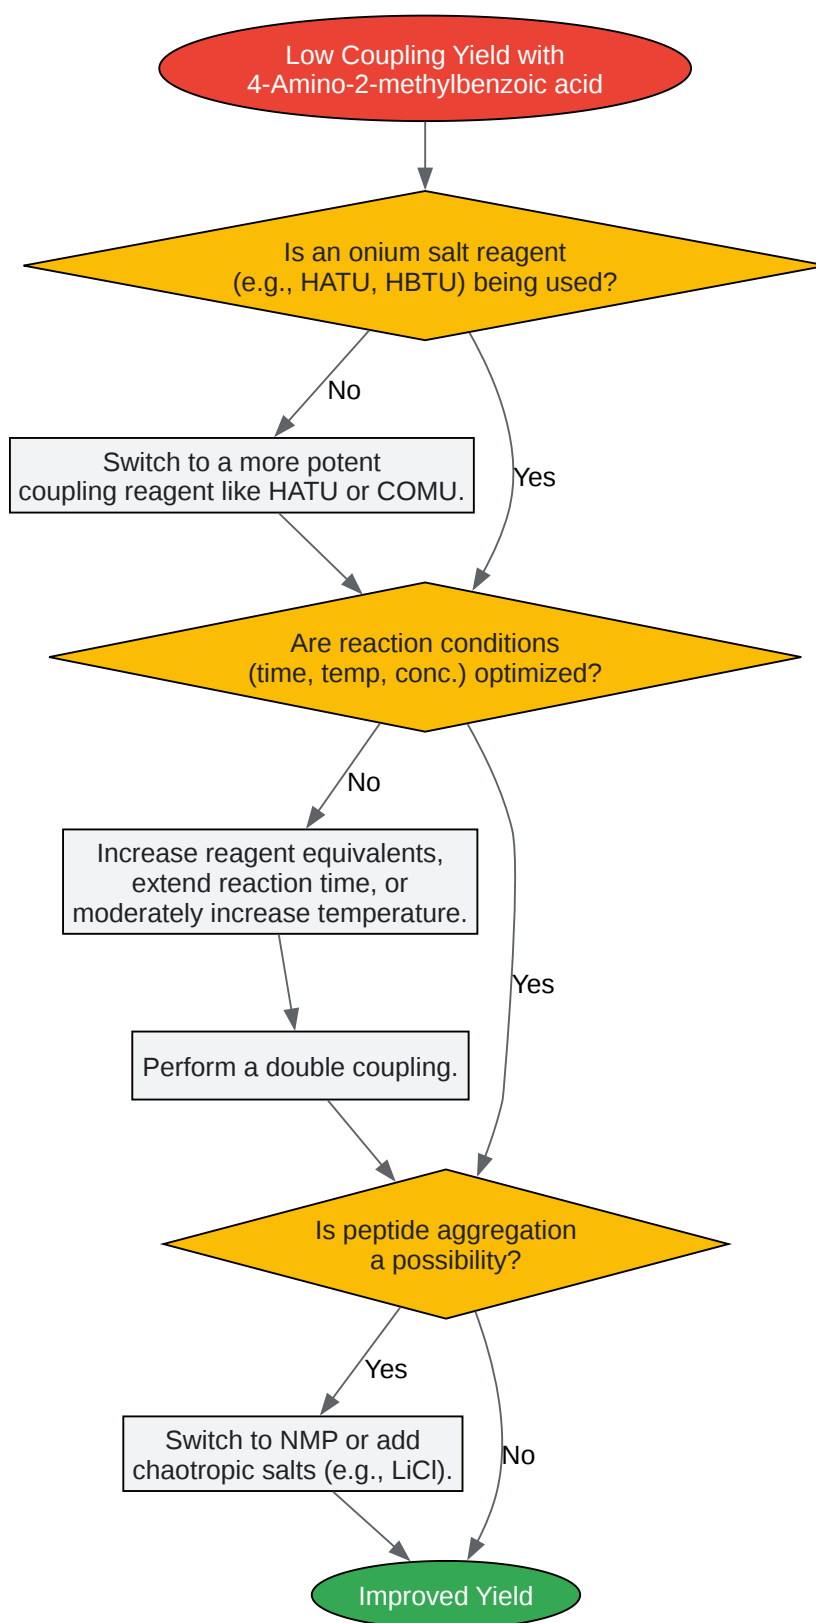 Low Coupling Yield with
4-Amino-2-methylbenzoic acid
Is an onium salt reagent
(e.g., HATU, HBTU) being used?
No
Yes
Switch to a more potent
coupling reagent like HATU or COMU.
Are reaction conditions
(time, temp, conc.) optimized?
No
Increase reagent equivalents,
extend reaction time, or
moderately increase temperature.
Yes
Perform a double coupling.
Is peptide aggregation
a possibility?
Yes
Switch to NMP or add
chaotropic salts (e.g., LiCl).
No
Improved Yield